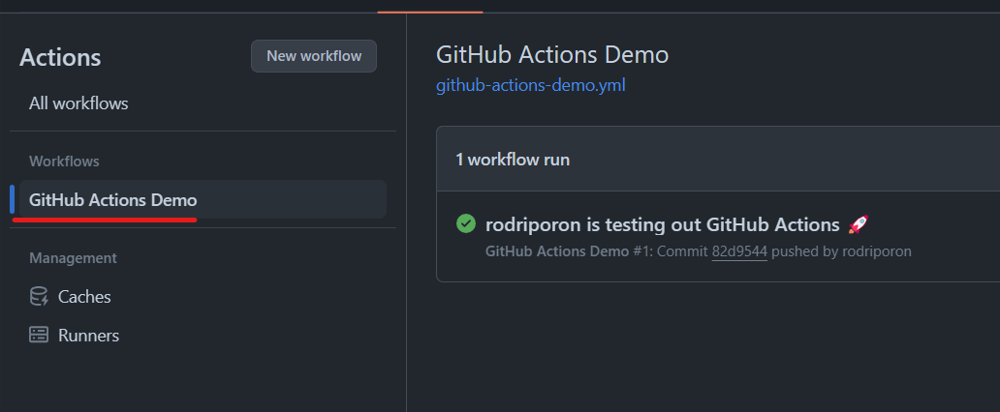 Actions
New workflow
All workflows
Workflows
GitHub Actions Demo
Management
Caches
Runners
GitHub Actions Demo
github-actions-demo.yml
1 workflow run
rodriporon is testing out GitHub Actions 🚀
GitHub Actions Demo #1: Commit 82d9544 pushed by rodriporon